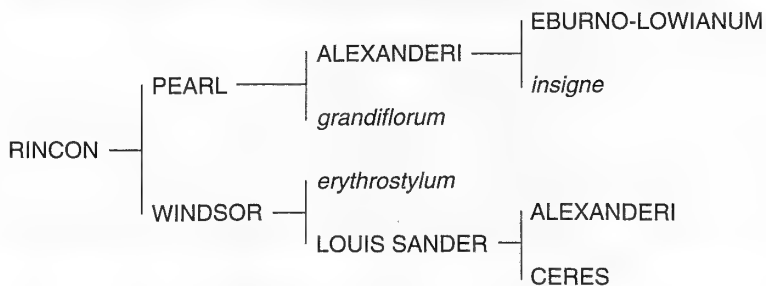 EBURNO-LOWIANUM
ALEXANDERI
PEARL
insigne
grandiflorum
RINCON
erythrostylum
WINDSOR
ALEXANDERI
LOUIS SANDER
CERES